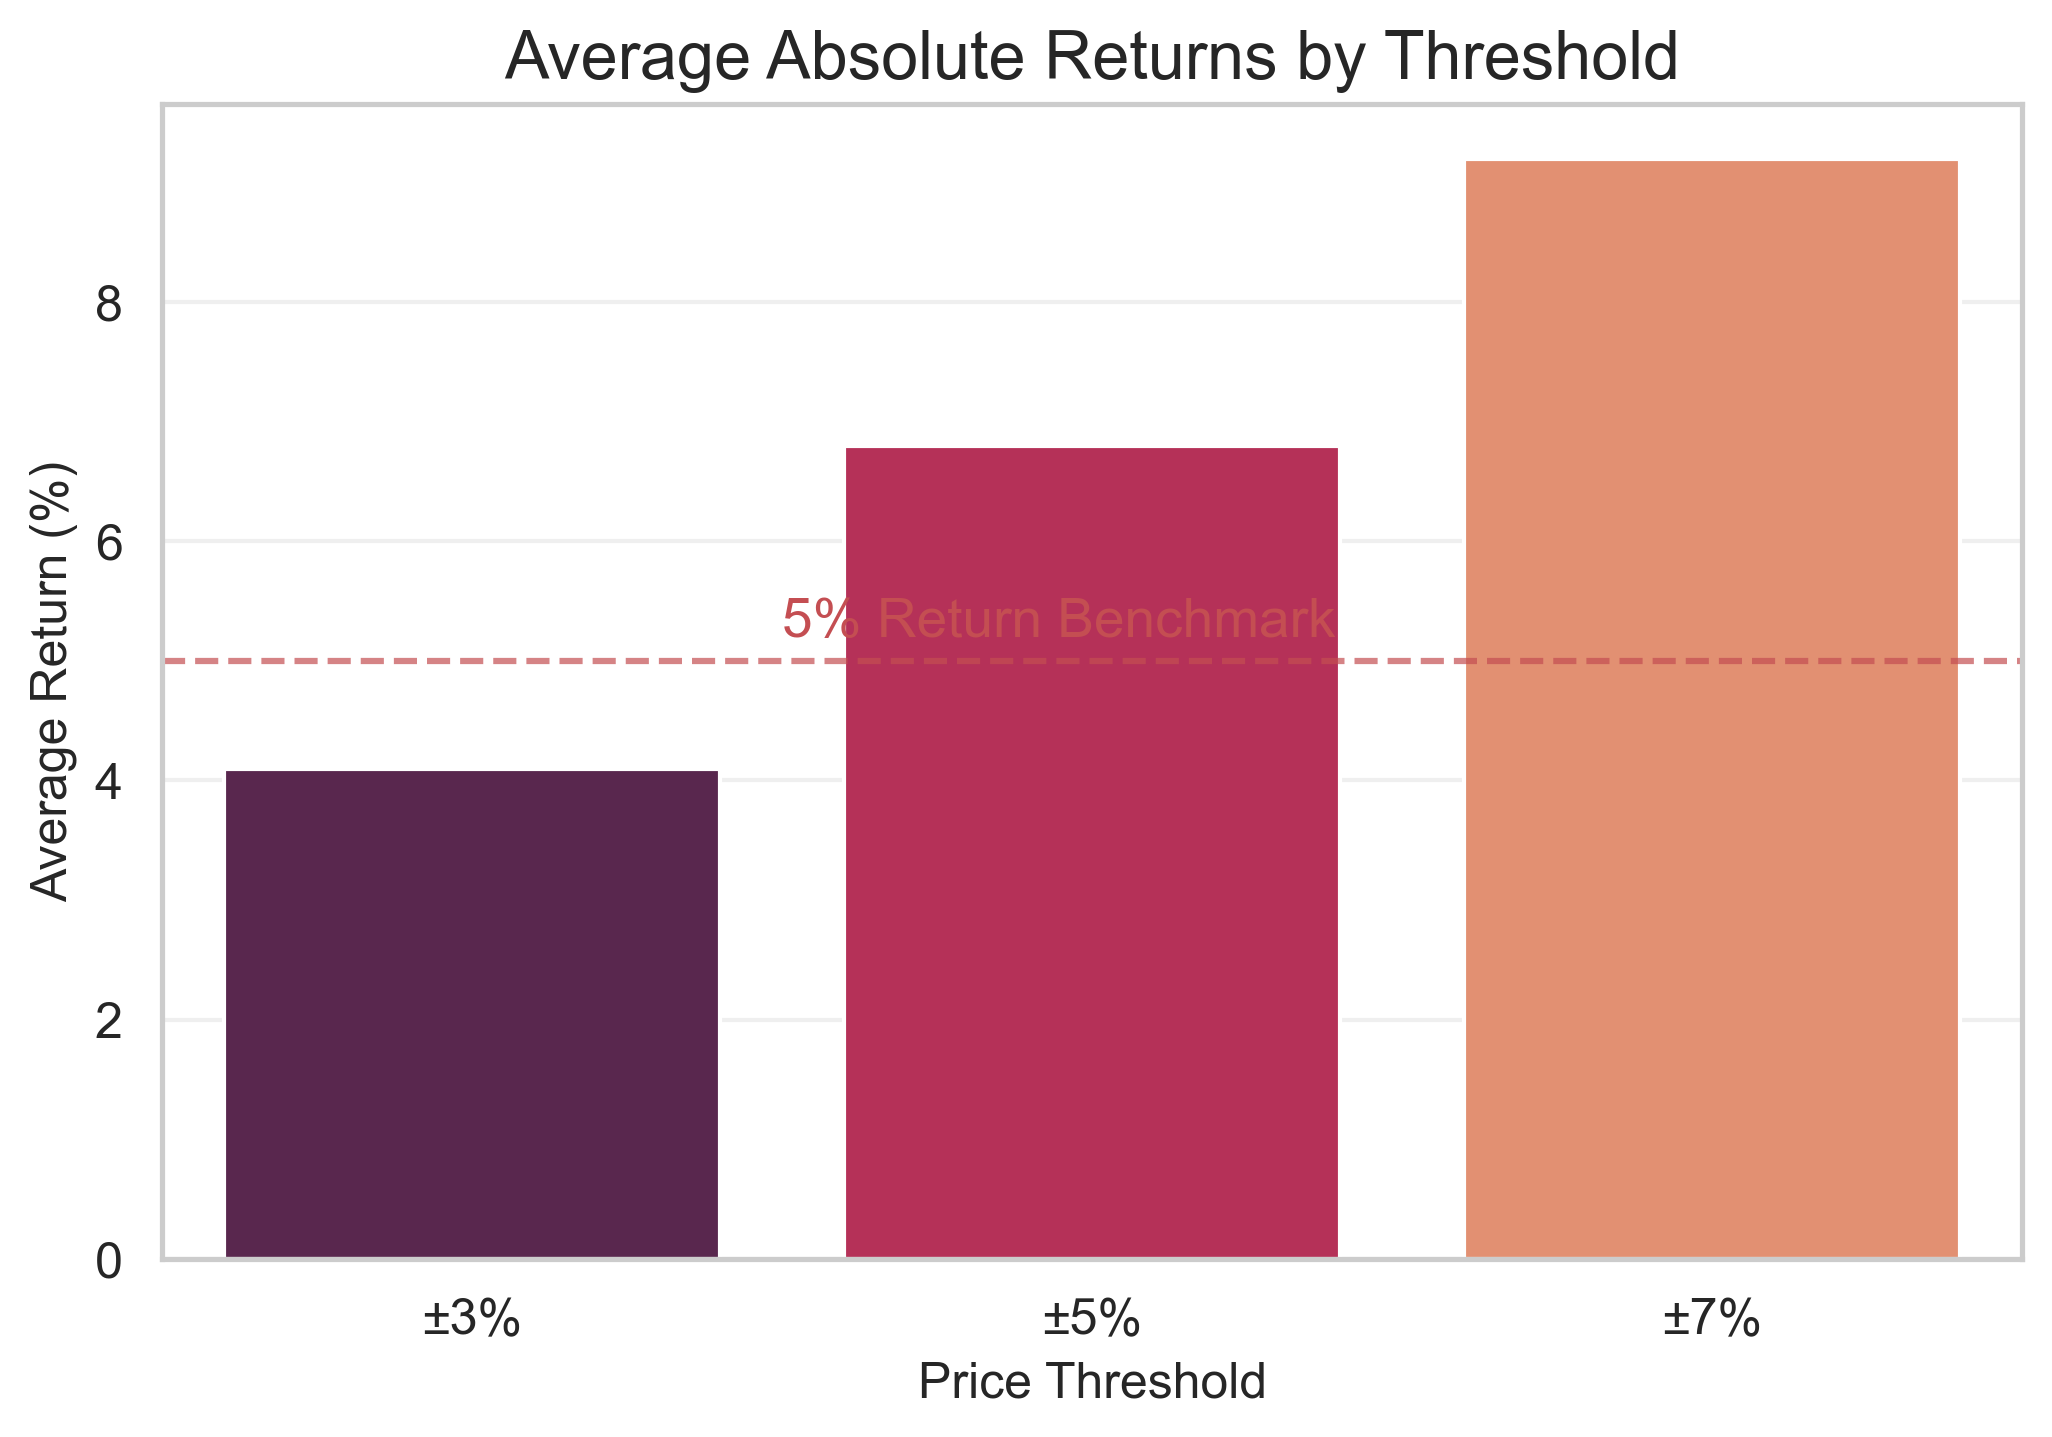 Average Absolute Returns by Threshold
Average Return (%)
8
6
4
2
0
5% Return Benchmark
±3%
±5%
±7%
Price Threshold